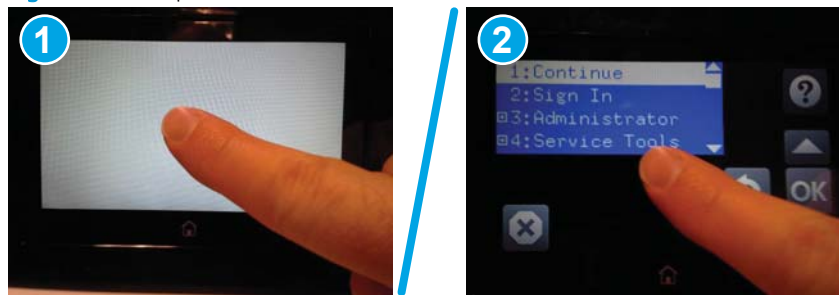 1
2
1:Continue
2:Sign In
3:Administrator
4:Service Tools
?
OK